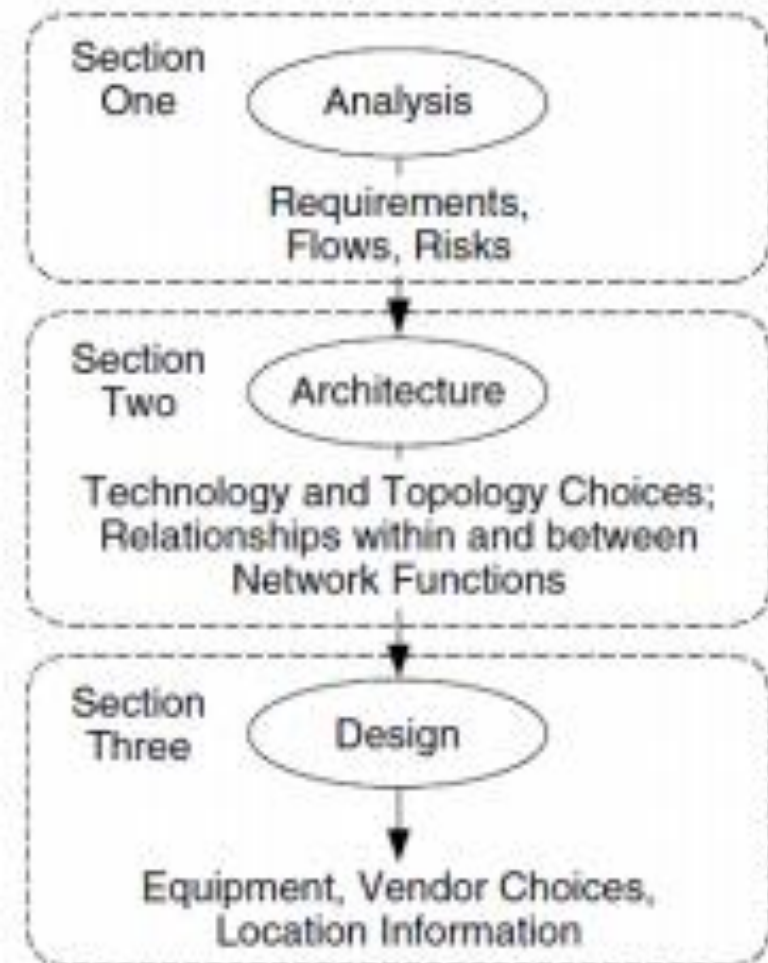 Section
One
Analysis
Requirements,
Flows, Risks
Section
Two
Architecture
Technology and Topology Choices;
Relationships within and between
Network Functions
Section
Three
Design
Equipment, Vendor Choices,
Location Information